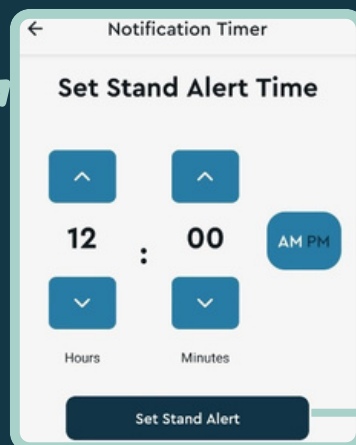 Notification Timer
Set Stand Alert Time
12 : 00 AM PM
Hours Minutes
Set Stand Alert